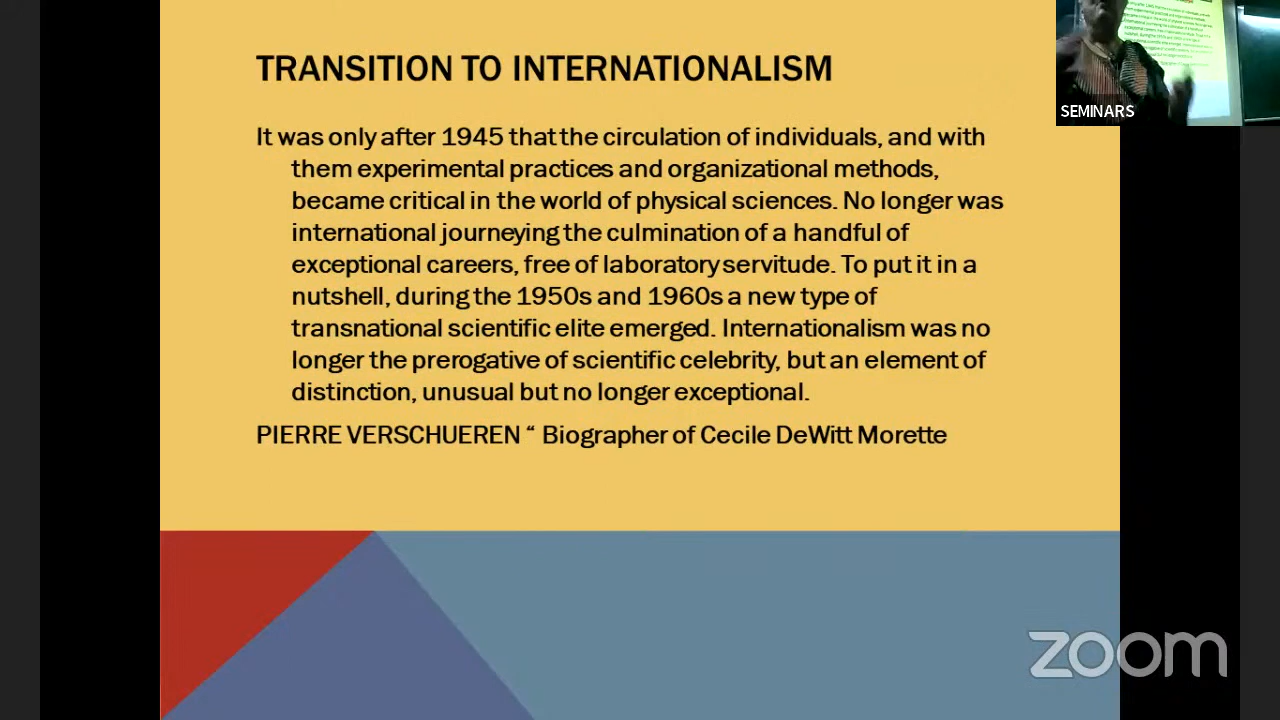 TRANSITION TO INTERNATIONALISM
SEMINARS
It was only after 1945 that the circulation of individuals, and with
them experimental practices and organizational methods,
became critical in the world of physical sciences. No longer was
international journeying the culmination of a handful of
exceptional careers, free of laboratory servitude. To put it in a
nutshell, during the 1950s and 1960s a new type of
transnational scientific elite emerged. Internationalism was no
longer the prerogative of scientific celebrity, but an element of
distinction, unusual but no longer exceptional.
PIERRE VERSCHUEREN “ Biographer of Cecile DeWitt Morette
zoom